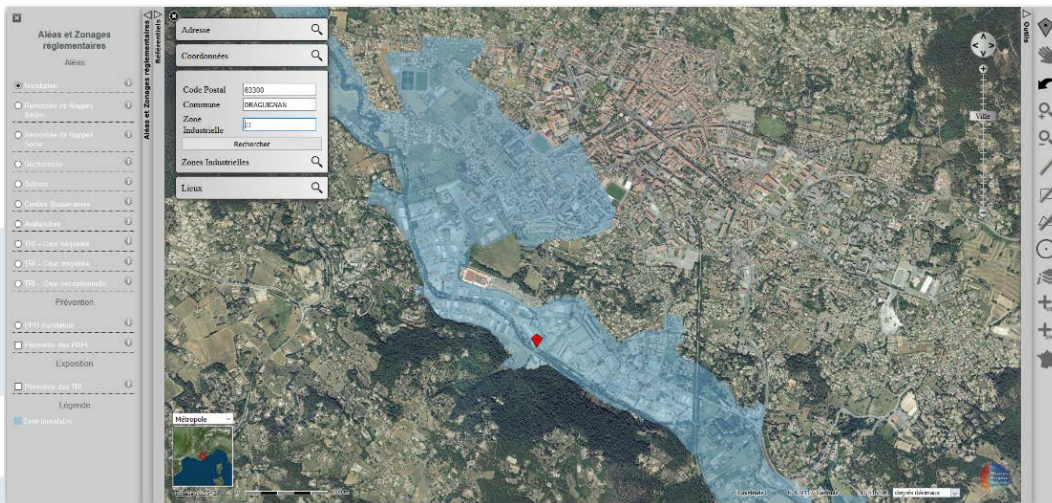 Aléas et Zonages
réglementaires
Aléas
Inondation
Remontée de Nappes
Remontée de Nappes
Socle
Sécheresse
Séisme
Cavités Souterraines
Avalanches
TRI – Crue fréquente
TRI – Crue moyenne
TRI – Crue exceptionnelle
Prévention
PPR Inondation
Périmètre des PAPI
Exposition
Périmètre des TRI
Légende
Zone inondable
Aléas et Zonages réglementaires
Référentiels
Adresse
Coordonnées
Code Postal 83300
Commune DRAGUIGNAN
Zone
Industrielle
Rechercher
Zones Industrielles
Lieux
Métropole
Outils
Ville
degrés décimaux